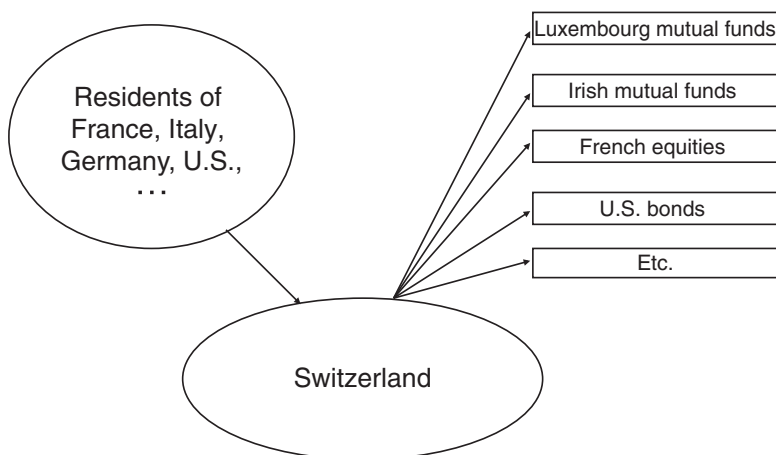 Residents of
France, Italy,
Germany, U.S.,
...
Luxembourg mutual funds
Irish mutual funds
French equities
U.S. bonds
Etc.
Switzerland